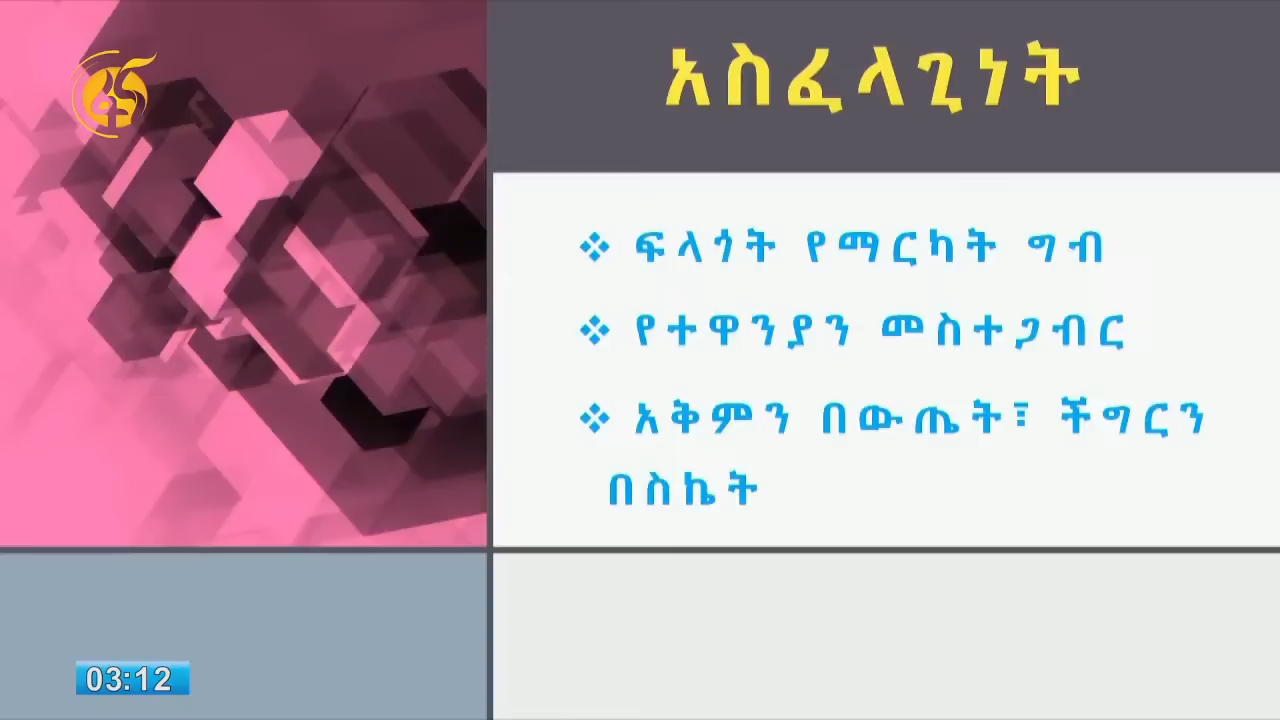 አስፈላጊነት
❖ ፍላጎት የማርካት ግብ
❖ የተዋንያን መስተጋብር
❖ አቅምን በውጤት፣ ችግርን
በስኬት
03:12